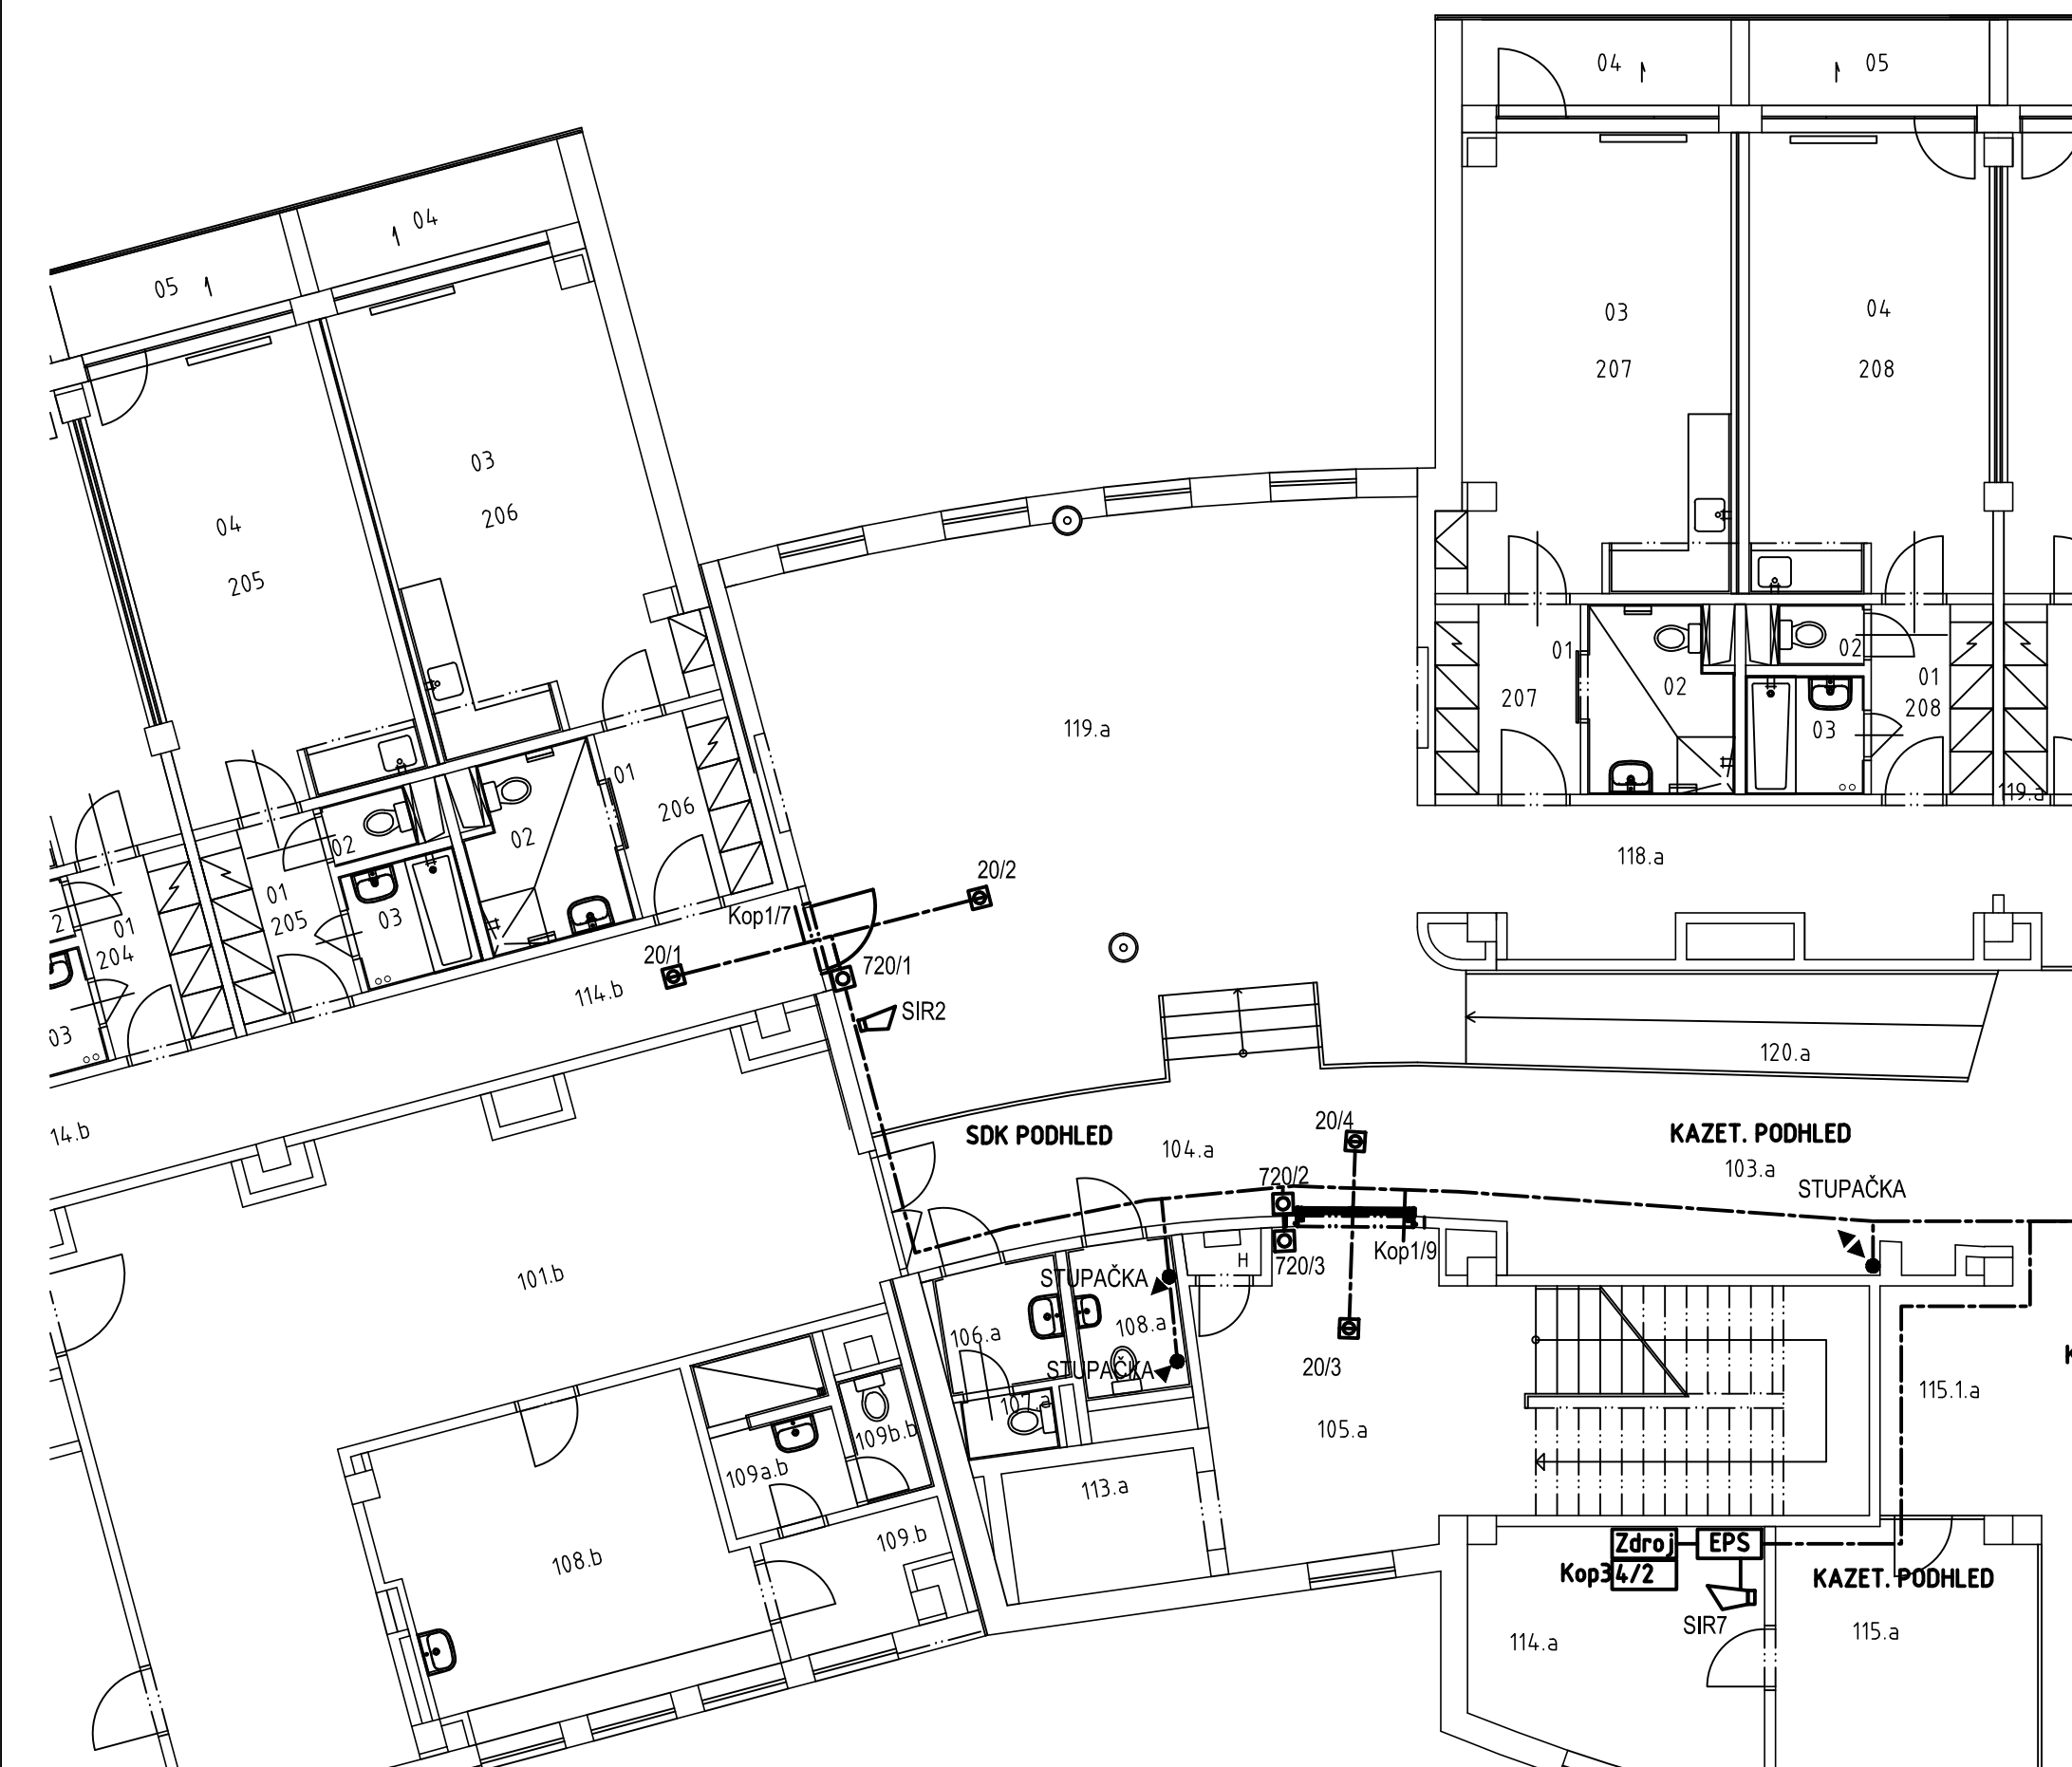 04
05
04
05
03
207
04
208
03
206
04
205
01
02
02
01
208
207
03
119.a
119.a
01
206
02
02
01
205
03
2
01
204
03
118.a
20/2
Kop1/7
20/1
720/1
114.b
SIR2
120.a
14.b
SDK PODHLED
20/4
KAZET. PODHLED
104.a
103.a
720/2
STUPAČKA
Kop1/9
H
720/3
STUPAČKA
101.b
106.a
108.a
20/3
STUPAČKA
K
107.a
115.1.a
105.a
109b.b
109a.b
113.a
109.b
108.b
Zdroj
EPS
Kop3
4/2
KAZET. PODHLED
SIR7
114.a
115.a